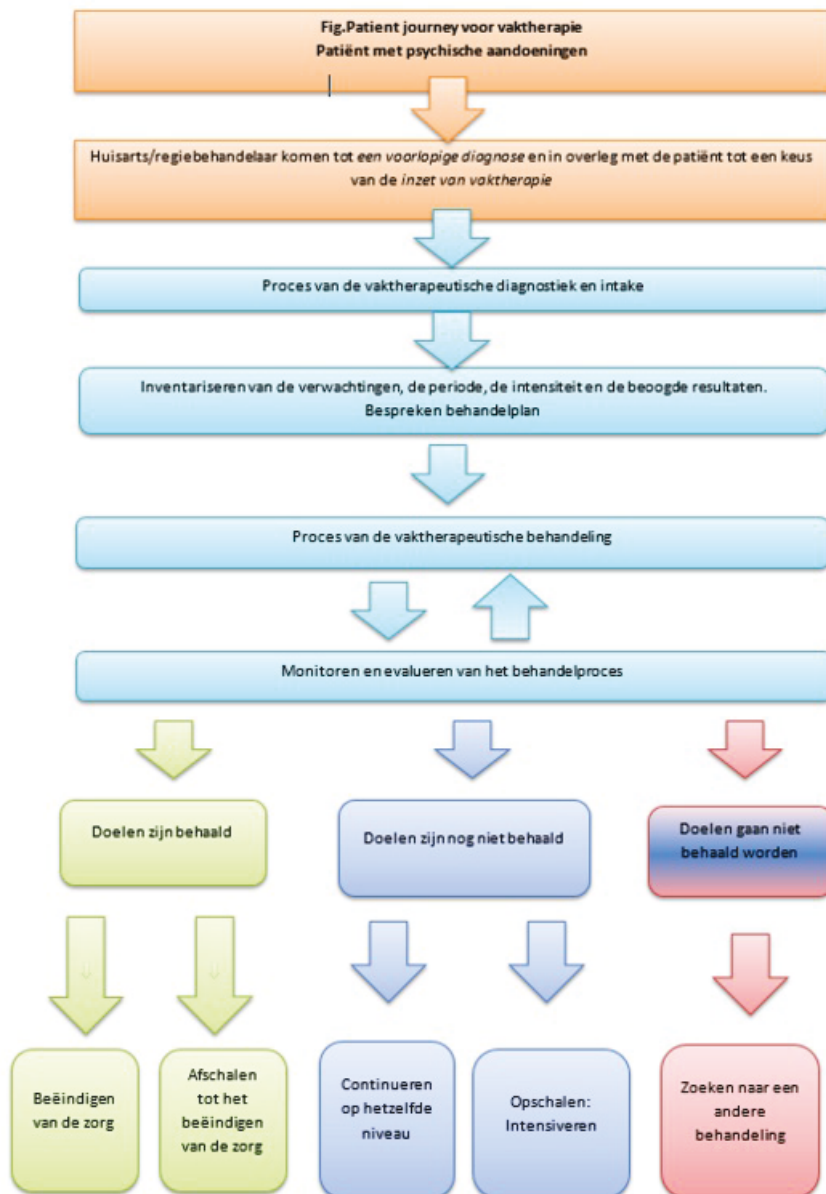 Fig.Patient journey voor vaktherapie
Patiënt met psychische aandoeningen
Huisarts/regiebehandelaar komen tot een voorlopige diagnose en in overleg met de patiënt tot een keus
van de inzet van vaktherapie
Proces van de vaktherapeutische diagnostiek en intake
Inventariseren van de verwachtingen, de periode, de intensiteit en de beoogde resultaten.
Bespreken behandelplan
Proces van de vaktherapeutische behandeling
Monitoren en evalueren van het behandelproces
Doelen zijn behaald
Doelen zijn nog niet behaald
Doelen gaan niet
behaald worden
Beëindigen
van de zorg
Afschalen
tot het
beëindigen
van de zorg
Continueren
op hetzelfde
niveau
Opschalen:
Intensiveren
Zoeken naar een
andere
behandeling